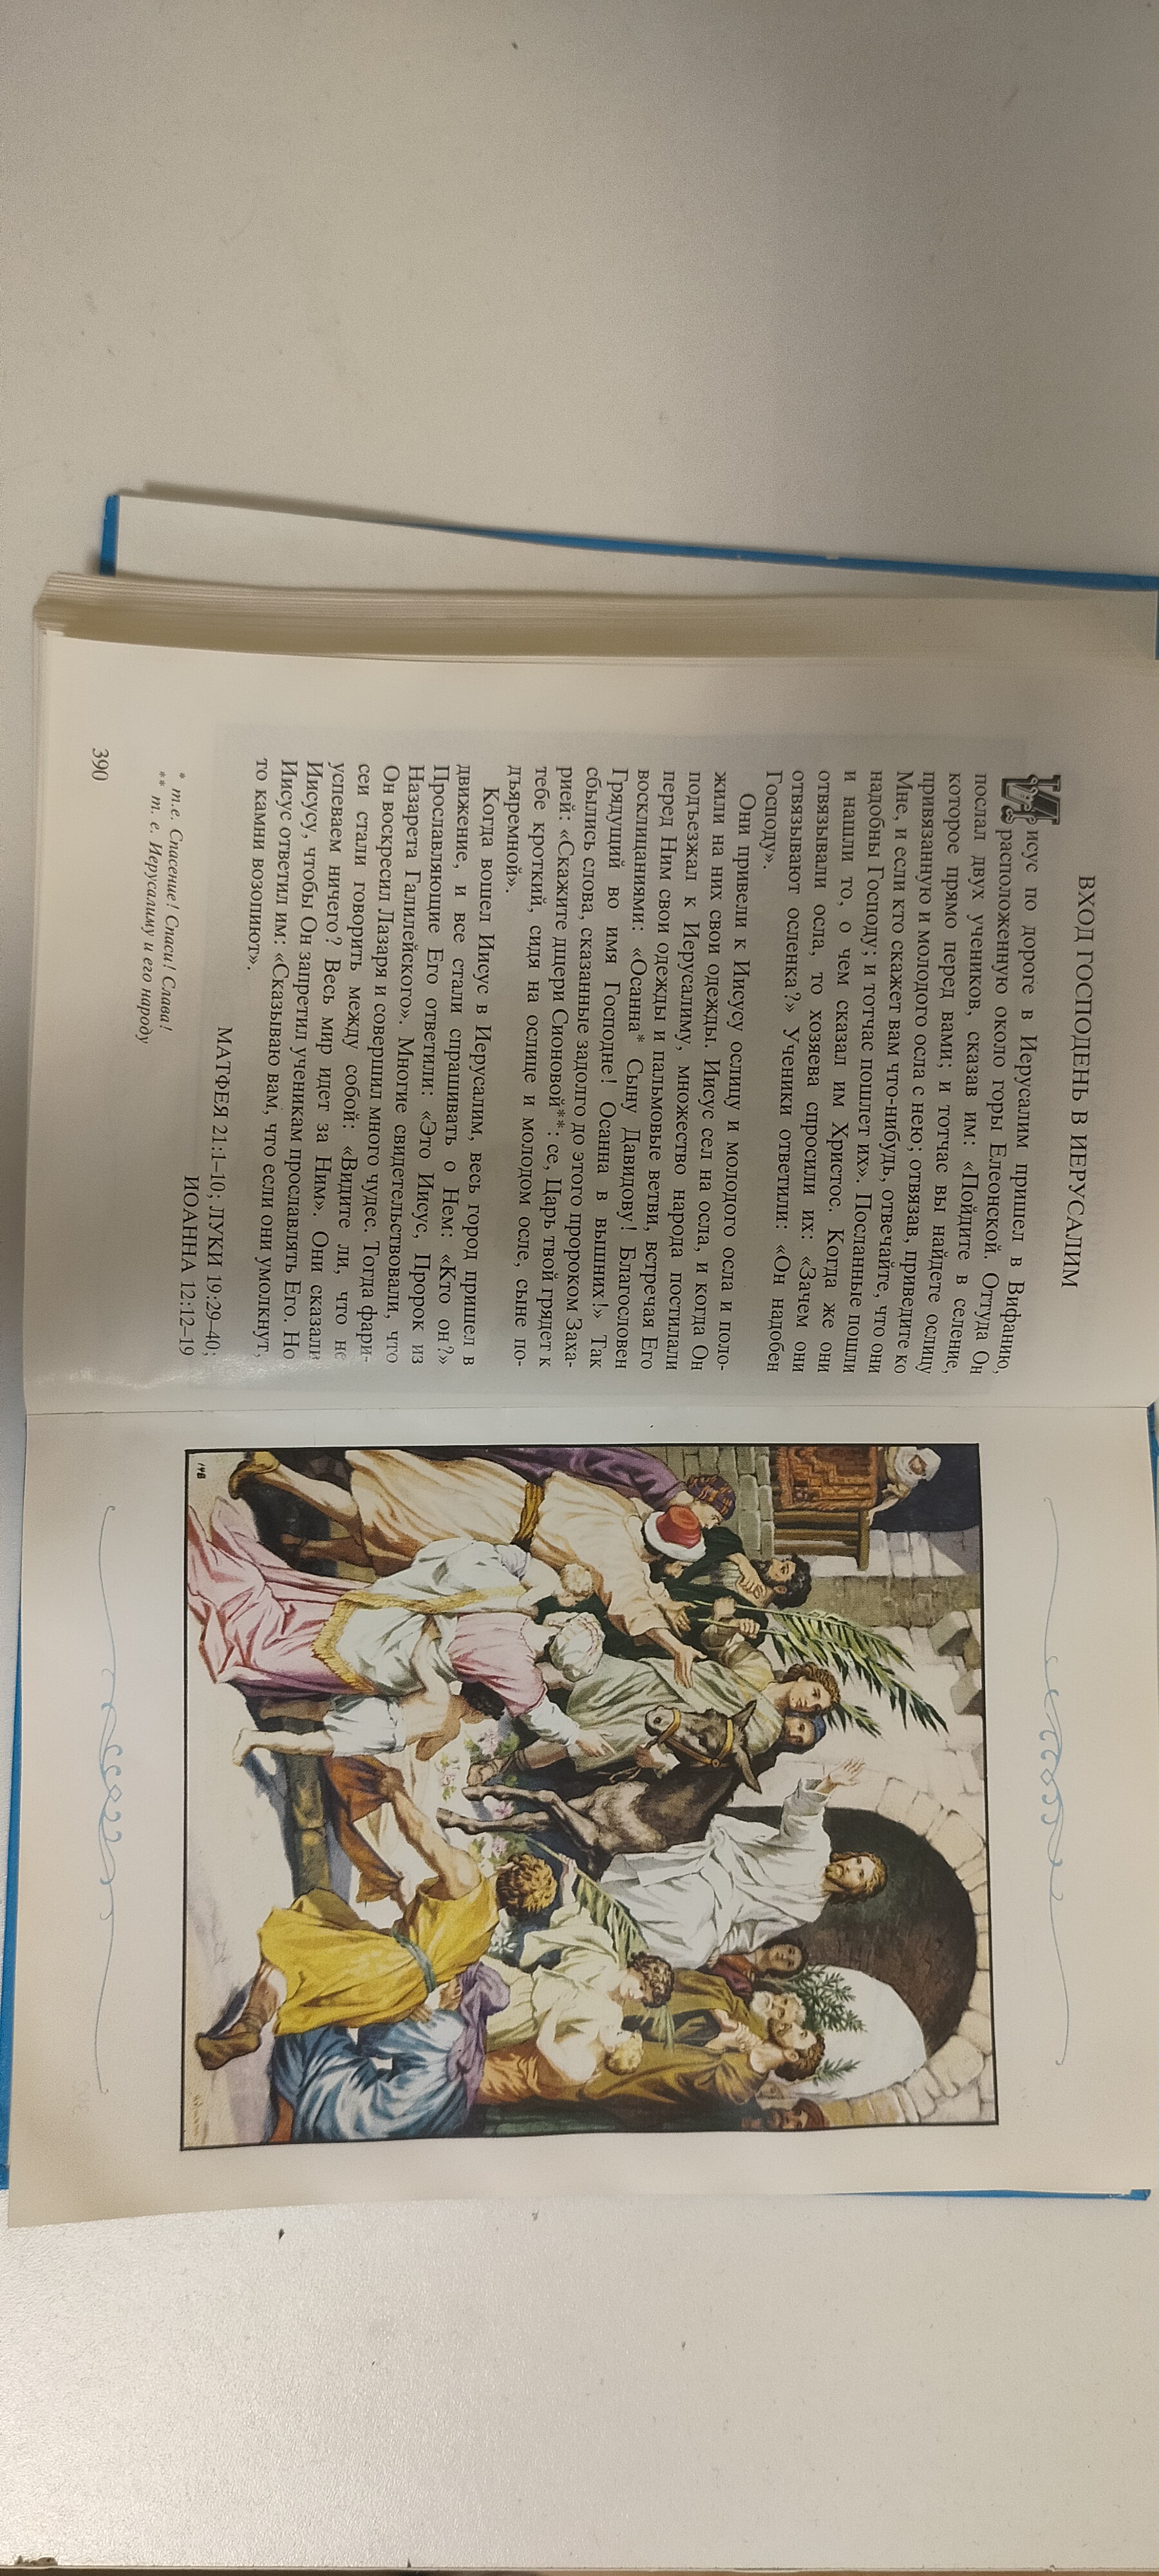 ВХОД ГОСПОДЕНЬ В ИЕРУСАЛИМ
Иисус по дороге в Иерусалим пришел в Вифанию,
расположенную около горы Елеонской. Оттуда Он
послал двух учеников, сказав им: «Пойдите в селение,
которое прямо перед вами; и тотчас вы найдете ослицу
привязанную и молодого осла с нею; отвязав, приведите ко
Мне, и если кто скажет вам что-нибудь, отвечайте, что они
надобны Господу; и тотчас пошлет их». Посланные пошли
и нашли то, о чем сказал им Христос. Когда же они
отвязывали осла, то хозяева спросили их: «Зачем они
отвязывают осленка?» Ученики ответили: «Он надобен
Господу».
Они привели к Иисусу ослицу и молодого осла и поло-
жили на них свои одежды. Иисус сел на осла, и когда Он
подъезжал к Иерусалиму, множество народа постилали
перед Ним свои одежды и пальмовые ветви, встречая Его
восклицаниями: «Осанна* Сыну Давидову! Благословен
Грядущий во имя Господне! Осанна в вышних!» Так
сбылись слова, сказанные задолго до этого пророком Заха-
рией: «Скажите дщери Сионовой**: се, Царь твой грядет к
тебе кроткий, сидя на ослице и молодом осле, сыне по-
дъяремной».
Когда вошел Иисус в Иерусалим, весь город пришел в
движение, и все стали спрашивать о Нем: «Кто он?»
Прославляющие Его ответили: «Это Иисус, Пророк из
Назарета Галилейского». Многие свидетельствовали, что
Он воскресил Лазаря и совершил много чудес. Тогда фари-
сеи стали говорить между собой: «Видите ли, что не
успеваем ничего? Весь мир идет за Ним». Они сказали
Иисусу, чтобы Он запретил ученикам прославлять Его. Но
Иисус ответил им: «Сказываю вам, что если они умолкнут,
то камни возопиют».
МАТФЕЯ 21:1–10; ЛУКИ 19:29–40;
ИОАННА 12:12–19
* т.е. Спасение! Спаси! Слава!
** т. е. Иерусалиму и его народу
390
148